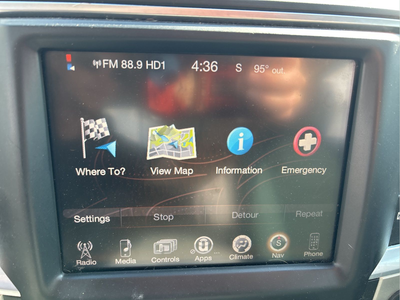 FM 88.9 HD1 4:36 S 95° out
Where To? View Map Information Emergency
Settings Stop Detour Repeat
S
Radio Media Controls Apps Climate Nav Phone